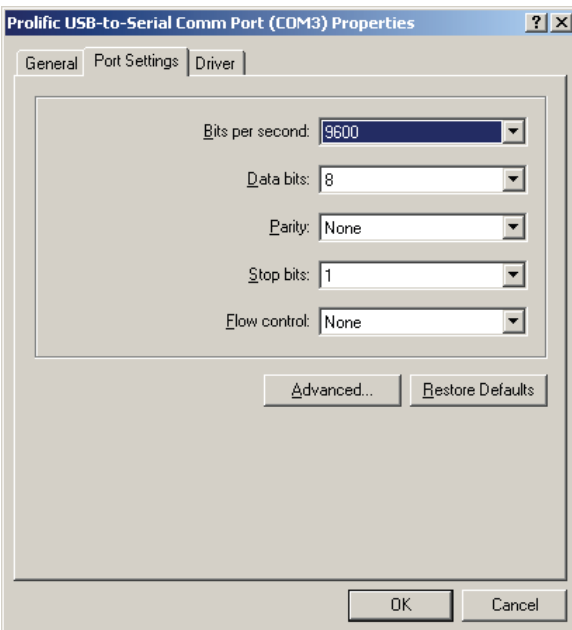 Prolific USB-to-Serial Comm Port (COM3) Properties
General Port Settings Driver
Bits per second: 9600
Data bits: 8
Parity: None
Stop bits: 1
Flow control: None
Advanced... Restore Defaults
OK Cancel